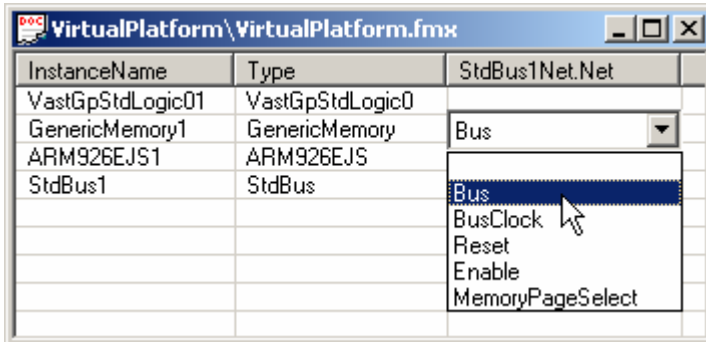 DOC VirtualPlatform\VirtualPlatform.fmx
InstanceName Type StdBus1Net.Net
VastGpStdLogic01 VastGpStdLogic0
GenericMemory1 GenericMemory Bus
ARM926EJS1 ARM926EJS
StdBus1 StdBus Bus
BusClock
Reset
Enable
MemoryPageSelect